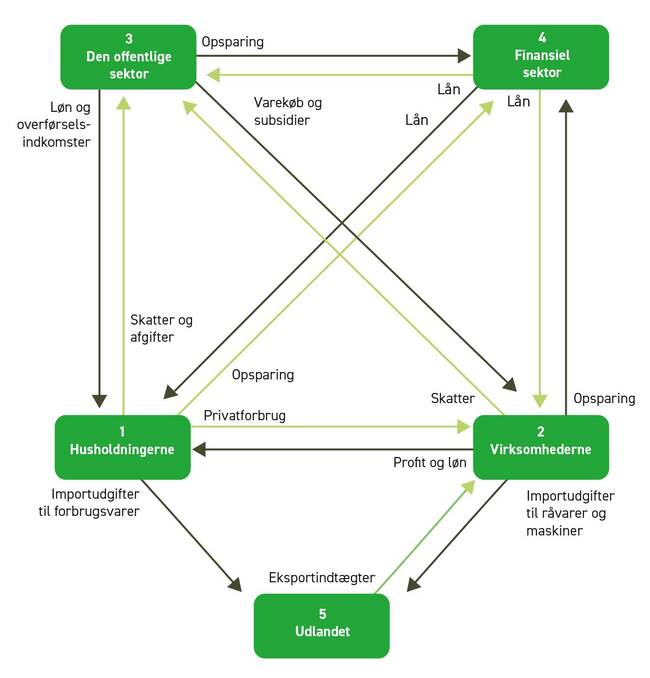 3
Den offentlige
sektor
Opsparing
4
Finansiel
sektor
Lån
Lån
Lån
Varekøb og
subsidier
Løn og
overførsels-
indkomster
Skatter og
afgifter
Opsparing
Skatter
Opsparing
Privatforbrug
1
Husholdningerne
2
Virksomhederne
Profit og løn
Importudgifter
til forbrugsvarer
Importudgifter
til råvarer og
maskiner
Eksportindtægter
5
Udlandet